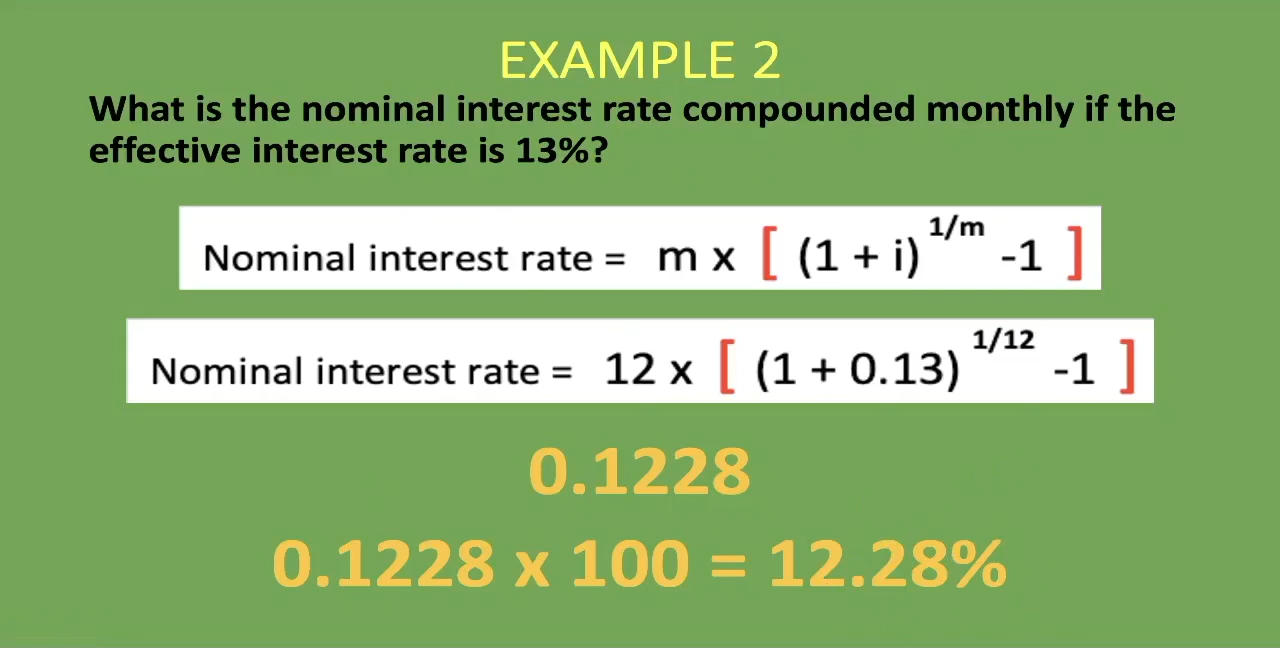 EXAMPLE 2
What is the nominal interest rate compounded monthly if the
effective interest rate is 13%?
Nominal interest rate = m x [ (1 + i) 1/m -1 ]
Nominal interest rate = 12 x [ (1 + 0.13) 1/12 -1 ]
0.1228
0.1228 x 100 = 12.28%